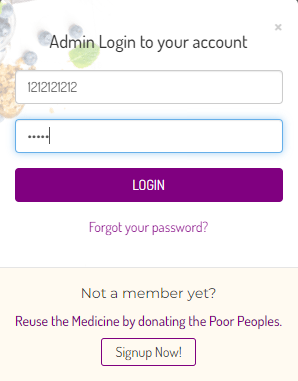 ×
Admin Login to your account
1212121212
•••••
LOGIN
Forgot your password?
Not a member yet?
Reuse the Medicine by donating the Poor Peoples.
Signup Now!